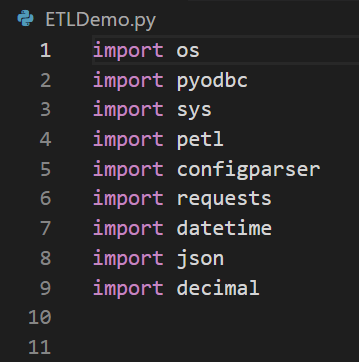 ETLDemo.py
1 import os
2 import pyodbc
3 import sys
4 import petl
5 import configparser
6 import requests
7 import datetime
8 import json
9 import decimal
10
11